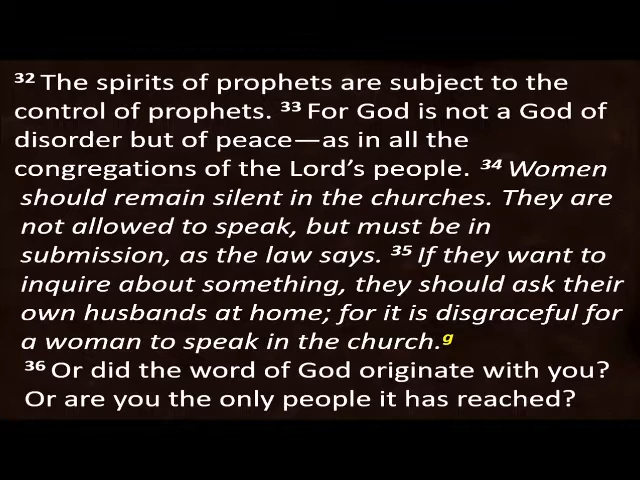 32 The spirits of prophets are subject to the
control of prophets. 33 For God is not a God of
disorder but of peace—as in all the
congregations of the Lord's people. 34 Women
should remain silent in the churches. They are
not allowed to speak, but must be in
submission, as the law says. 35 If they want to
inquire about something, they should ask their
own husbands at home; for it is disgraceful for
a woman to speak in the church.g
36 Or did the word of God originate with you?
Or are you the only people it has reached?